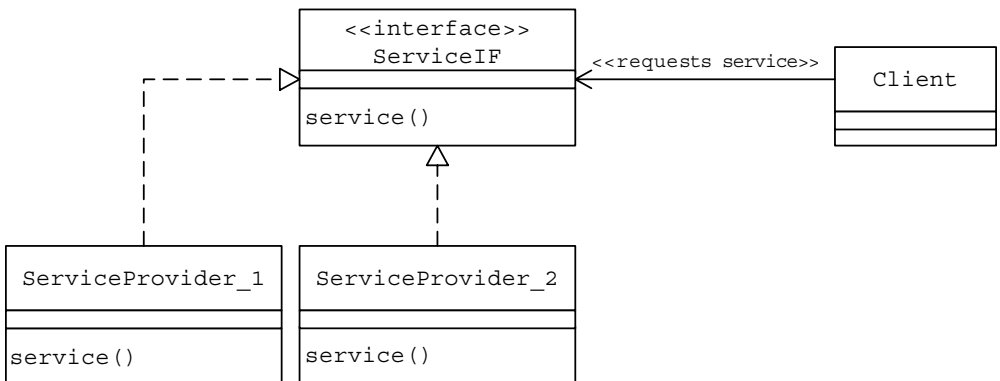 <<interface>>
ServiceIF
<<requests service>>
Client
service()
ServiceProvider_1
ServiceProvider_2
service()
service()